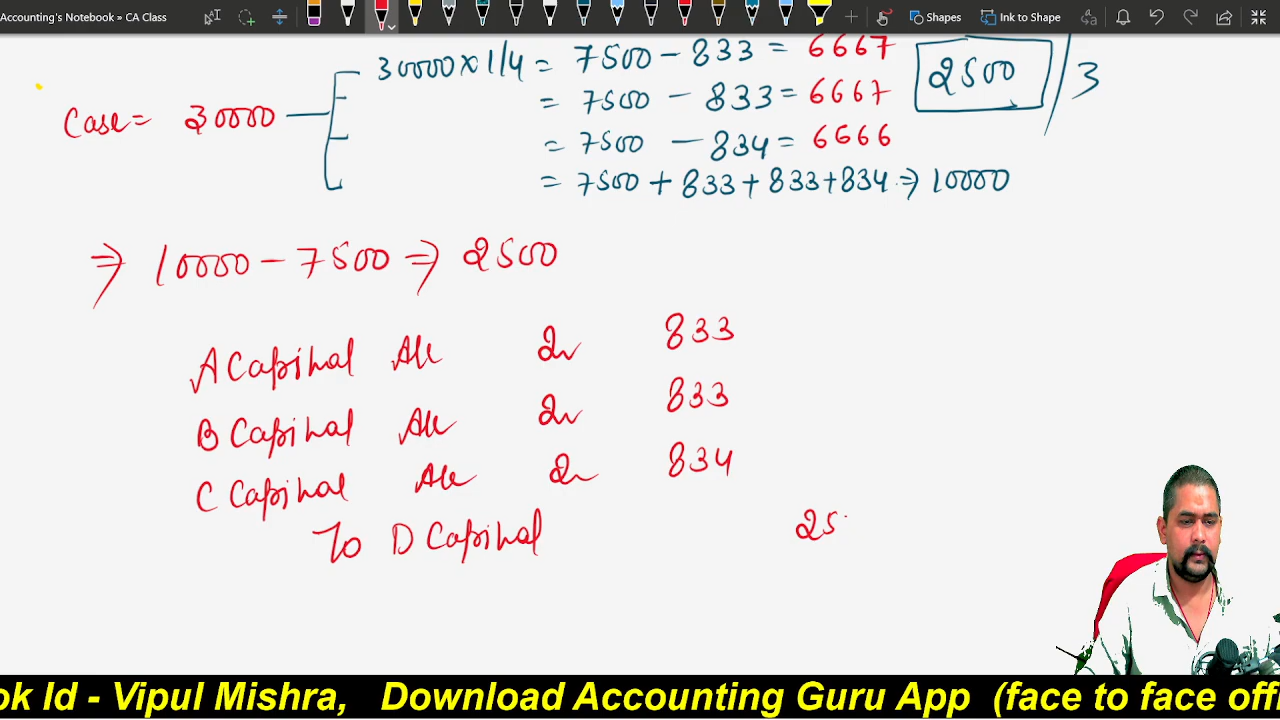 Accounting's Notebook » CA Class
Shapes
Ink to Shape
30000 x 1/4 = 7500 - 833 = 6667
2500 / 3
Case = 30000
= 7500 - 833 = 6667
= 7500 - 834 = 6666
= 7500 + 833 + 833 + 834 ⇒ 10000
⇒ 10000 - 7500 ⇒ 2500
A Capital A/c Dr 833
B Capital A/c Dr 833
C Capital A/c Dr 834
To D Capital 25
ok Id - Vipul Mishra, Download Accounting Guru App (face to face off